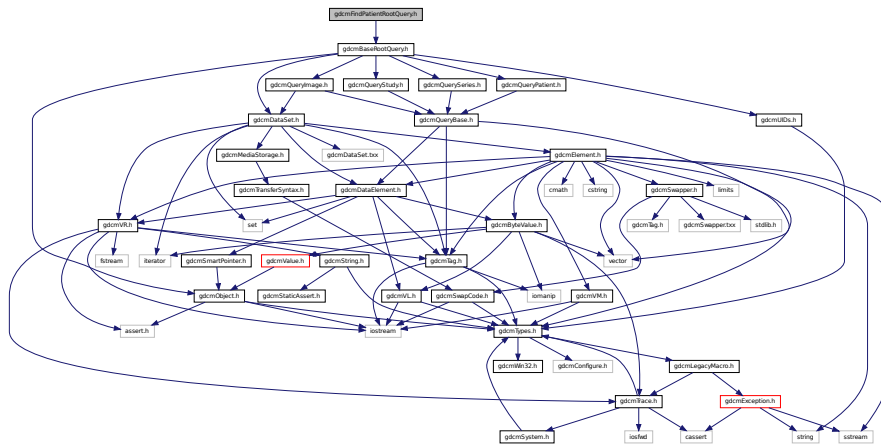 gdcmFindPatientRootQuery.h
gdcmBaseRootQuery.h
gdcmQueryImage.h
gdcmQueryStudy.h
gdcmQuerySeries.h
gdcmQueryPatient.h
gdcmDataSet.h
gdcmQueryBase.h
gdcmUIDs.h
gdcmMediaStorage.h
gdcmDataSet.txx
gdcmElement.h
gdcmTransferSyntax.h
gdcmDataElement.h
cmath
cstring
gdcmSwapper.h
limits
gdcmVR.h
set
gdcmByteValue.h
gdcmTag.h
gdcmSwapper.txx
stdlib.h
fstream
iterator
gdcmSmartPointer.h
gdcmValue.h
gdcmString.h
gdcmTag.h
vector
gdcmObject.h
gdcmStaticAssert.h
gdcmVL.h
gdcmSwapCode.h
iomanip
gdcmVM.h
assert.h
iostream
gdcmTypes.h
gdcmWin32.h
gdcmConfigure.h
gdcmLegacyMacro.h
gdcmTrace.h
gdcmException.h
gdcmSystem.h
iosfwd
cassert
string
sstream